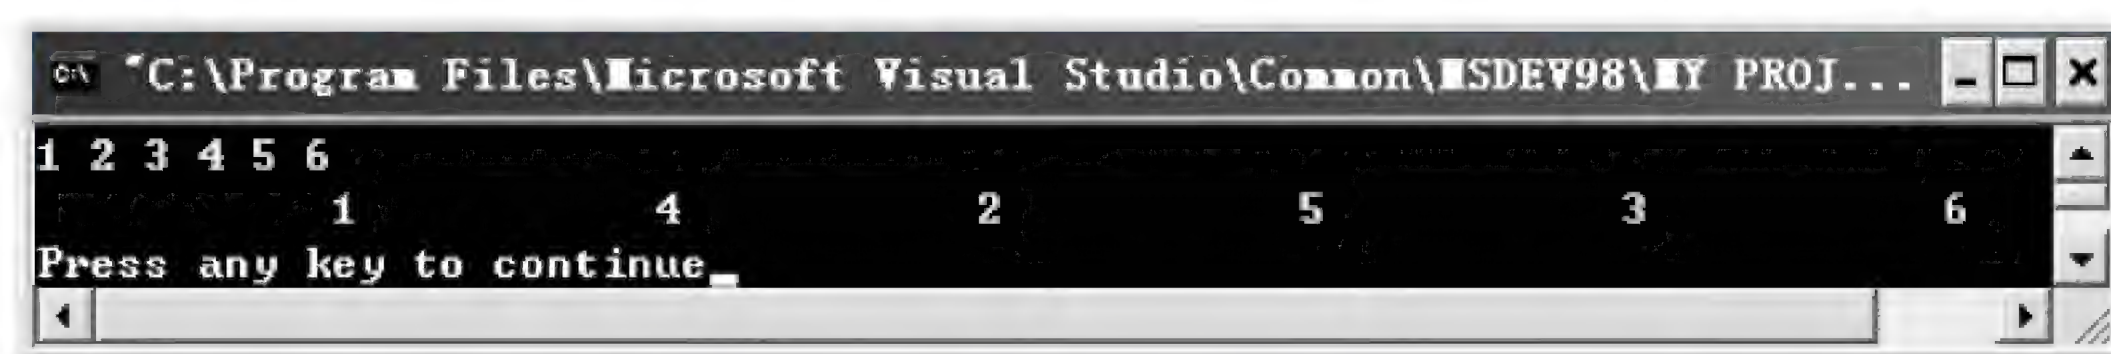 "C:\Program Files\Microsoft Visual Studio\Common\MSDEV98\MY PROJ...
1 2 3 4 5 6
1 4 2 5 3 6
Press any key to continue_